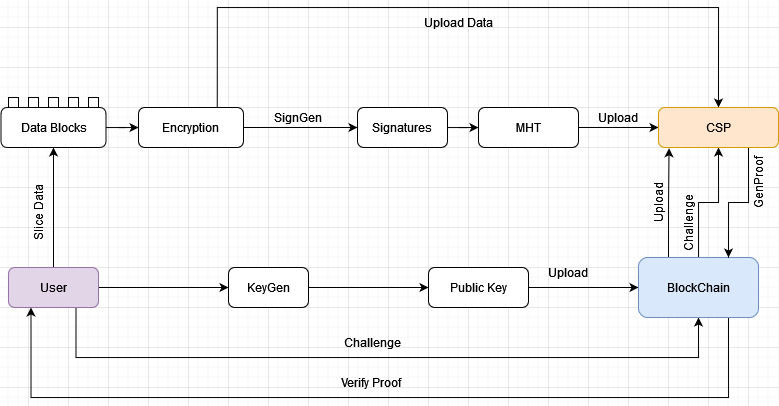 Upload Data
Data Blocks
Encryption
SignGen
Signatures
MHT
Upload
CSP
Slice Data
Upload
Challenge
GenProof
User
KeyGen
Public Key
Upload
BlockChain
Challenge
Verify Proof